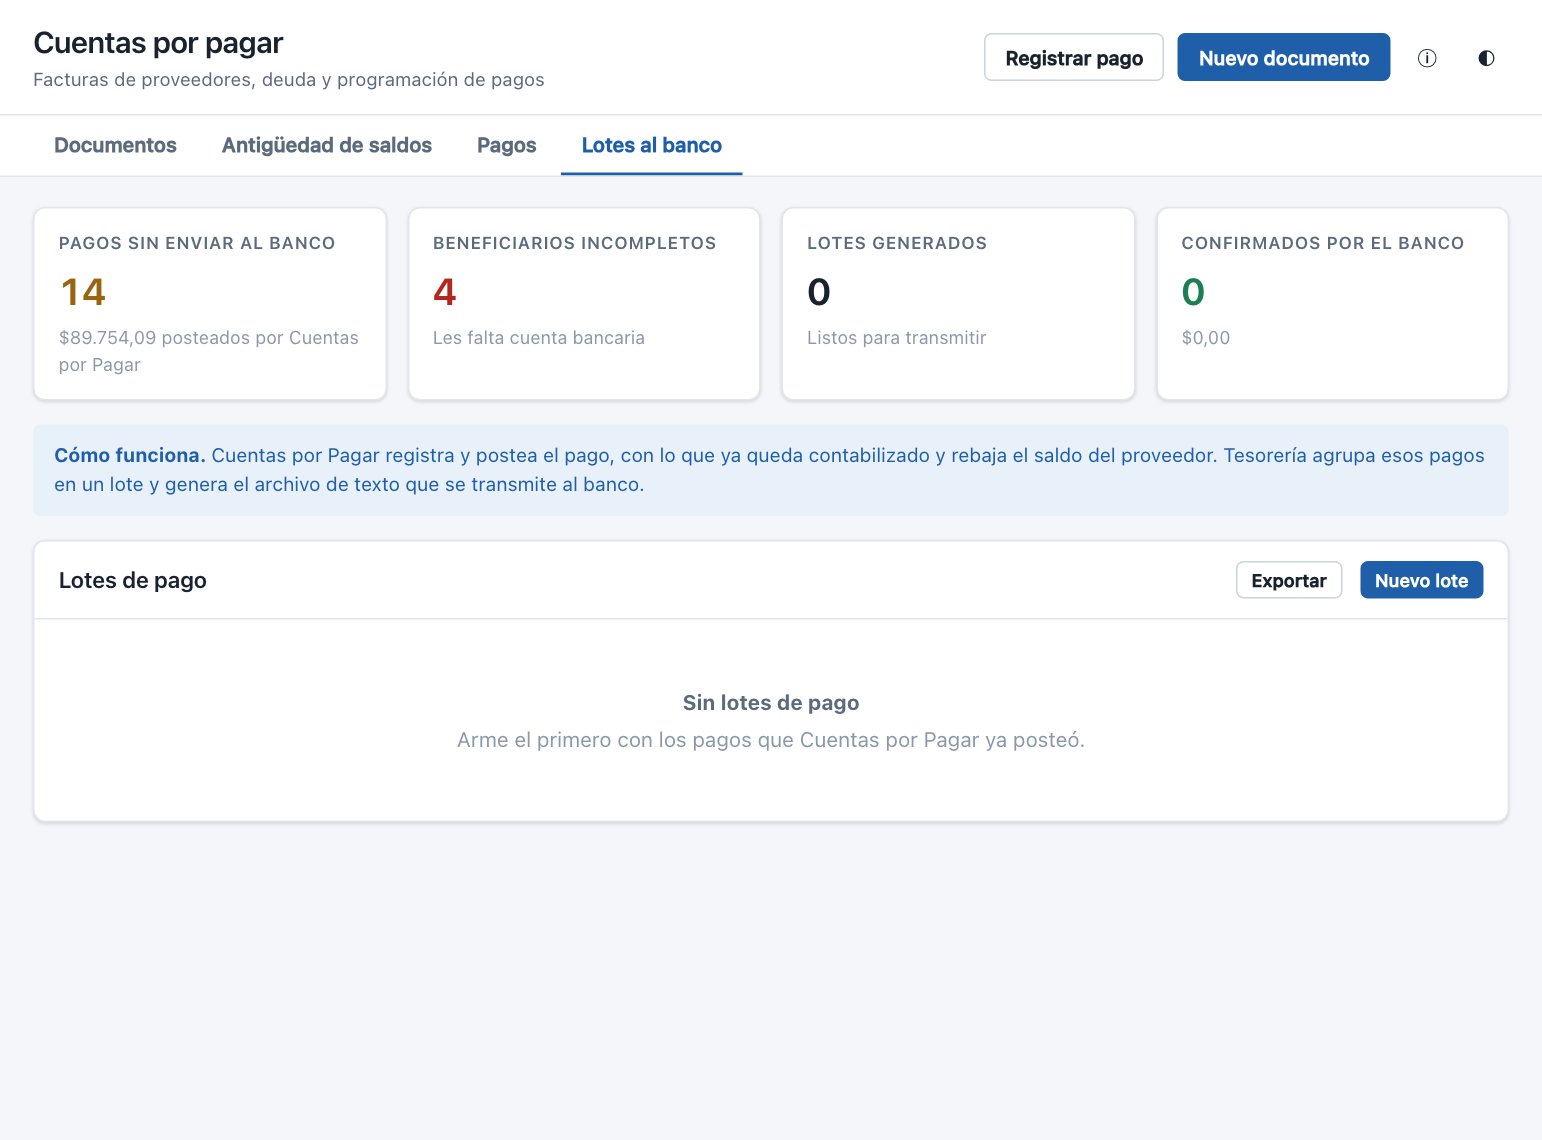 Cuentas por pagar
Facturas de proveedores, deuda y programación de pagos
Registrar pago
Nuevo documento
Documentos
Antigüedad de saldos
Pagos
Lotes al banco
PAGOS SIN ENVIAR AL BANCO
14
$89.754,09 posteados por Cuentas
por Pagar
BENEFICIARIOS INCOMPLETOS
4
Les falta cuenta bancaria
LOTES GENERADOS
0
Listos para transmitir
CONFIRMADOS POR EL BANCO
0
$0,00
Cómo funciona. Cuentas por Pagar registra y postea el pago, con lo que ya queda contabilizado y rebaja el saldo del proveedor. Tesorería agrupa esos pagos
en un lote y genera el archivo de texto que se transmite al banco.
Lotes de pago
Exportar
Nuevo lote
Sin lotes de pago
Arme el primero con los pagos que Cuentas por Pagar ya posteó.